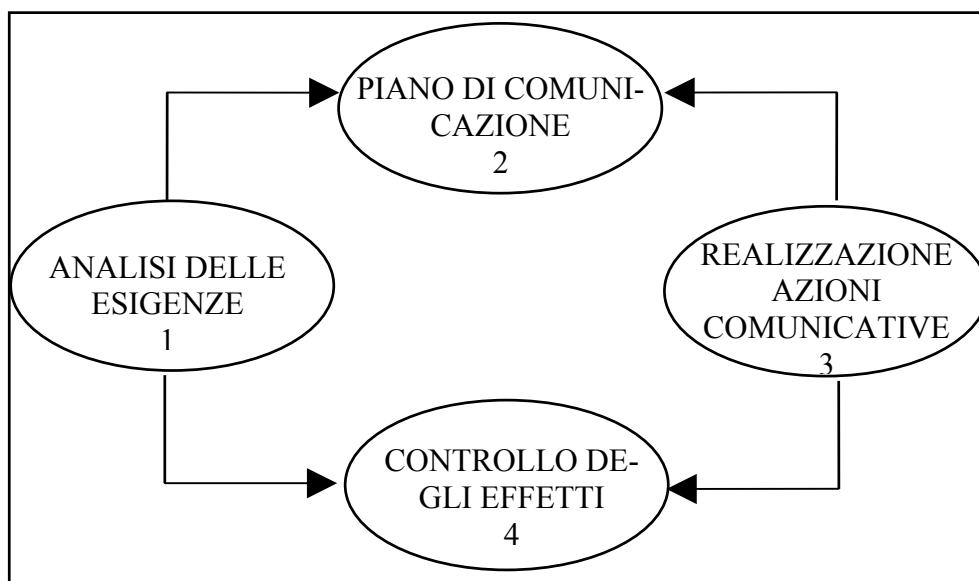 PIANO DI COMUNI-
CAZIONE
2
ANALISI DELLE
ESIGENZE
1
REALIZZAZIONE
AZIONI
COMUNICATIVE
3
CONTROLLO DE-
GLI EFFETTI
4